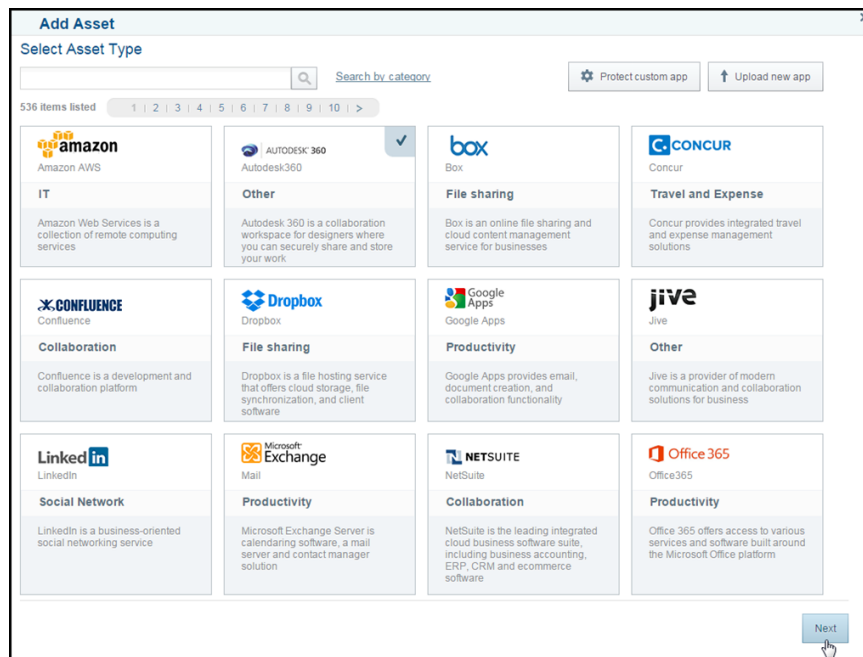 Add Asset
Select Asset Type
Search by category
Protect custom app
Upload new app
536 items listed
1 | 2 | 3 | 4 | 5 | 6 | 7 | 8 | 9 | 10 | >
amazon
Amazon AWS
IT
Amazon Web Services is a
collection of remote computing
services
AUTODESK® 360
Autodesk360
Other
Autodesk 360 is a collaboration
workspace for designers where
you can securely share and store
your work
box
Box
File sharing
Box is an online file sharing and
cloud content management
service for businesses
C. CONCUR
Concur
Travel and Expense
Concur provides integrated travel
and expense management
solutions
CONFLUENCE
Confluence
Collaboration
Confluence is a development and
collaboration platform
Dropbox
Dropbox
File sharing
Dropbox is a file hosting service
that offers cloud storage, file
synchronization, and client
software
Google
Apps
Google Apps
Productivity
Google Apps provides email,
document creation, and
collaboration functionality
jive
Jive
Other
Jive is a provider of modern
communication and collaboration
solutions for business
Linked in
LinkedIn
Social Network
LinkedIn is a business-oriented
social networking service
Microsoft
Exchange
Mail
Productivity
Microsoft Exchange Server is
calendaring software, a mail
server and contact manager
solution
N NETSUITE
NetSuite
Collaboration
NetSuite is the leading integrated
cloud business software suite,
including business accounting,
ERP, CRM and ecommerce
software
Office 365
Office365
Productivity
Office 365 offers access to various
services and software built around
the Microsoft Office platform
Next